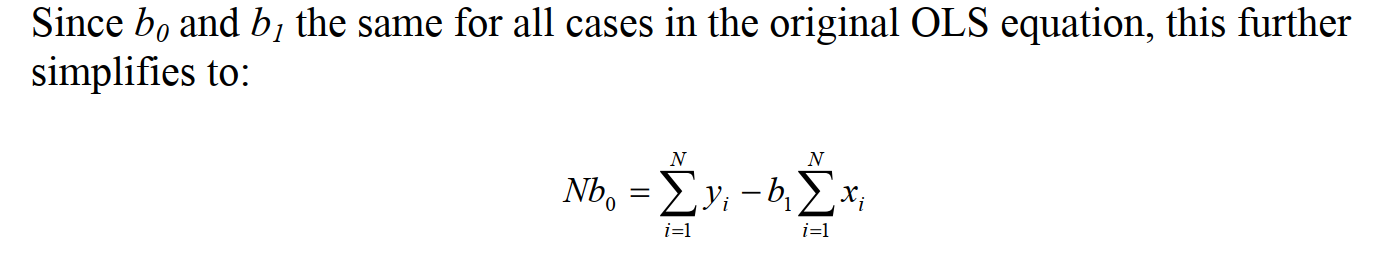 Since b₀ and b₁ the same for all cases in the original OLS equation, this further
simplifies to:
N N
Nb₀ = ∑ yᵢ − b₁ ∑ xᵢ
i=1 i=1